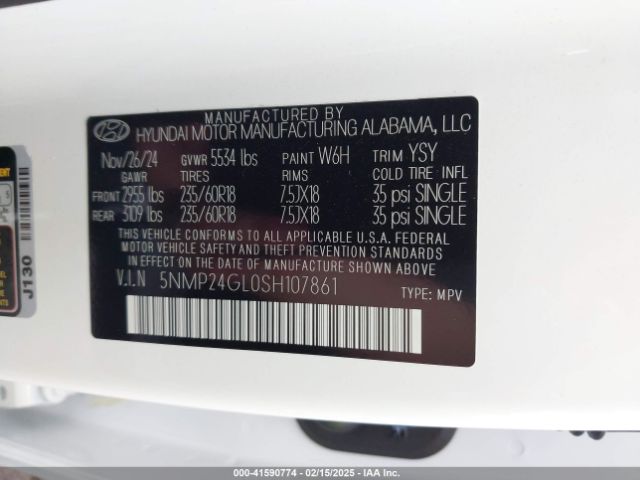 MANUFACTURED BY
HYUNDAI MOTOR MANUFACTURING ALABAMA, LLC
Nov/26/24 GVWR 5534 lbs PAINT W6H TRIM YSY
GAWR TIRES RIMS COLD TIRE INFL
FRONT 2955 lbs 235/60R18 7.5JX18 35 psi SINGLE
REAR 3109 lbs 235/60R18 7.5JX18 35 psi SINGLE
THIS VEHICLE CONFORMS TO ALL APPLICABLE U.S.A. FEDERAL
MOTOR VEHICLE SAFETY AND THEFT PREVENTION STANDARDS
IN EFFECT ON THE DATE OF MANUFACTURE SHOWN ABOVE.
V.I.N 5NMP24GL0SH107861
TYPE: MPV
J1130
000-41590774 - 02/15/2025 - IAA Inc.